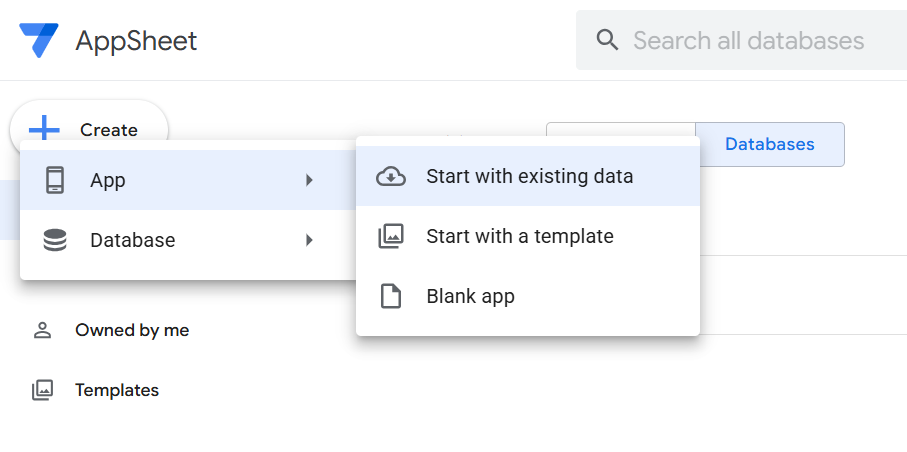 AppSheet
Search all databases
Create
Databases
App
Start with existing data
Database
Start with a template
Blank app
Owned by me
Templates